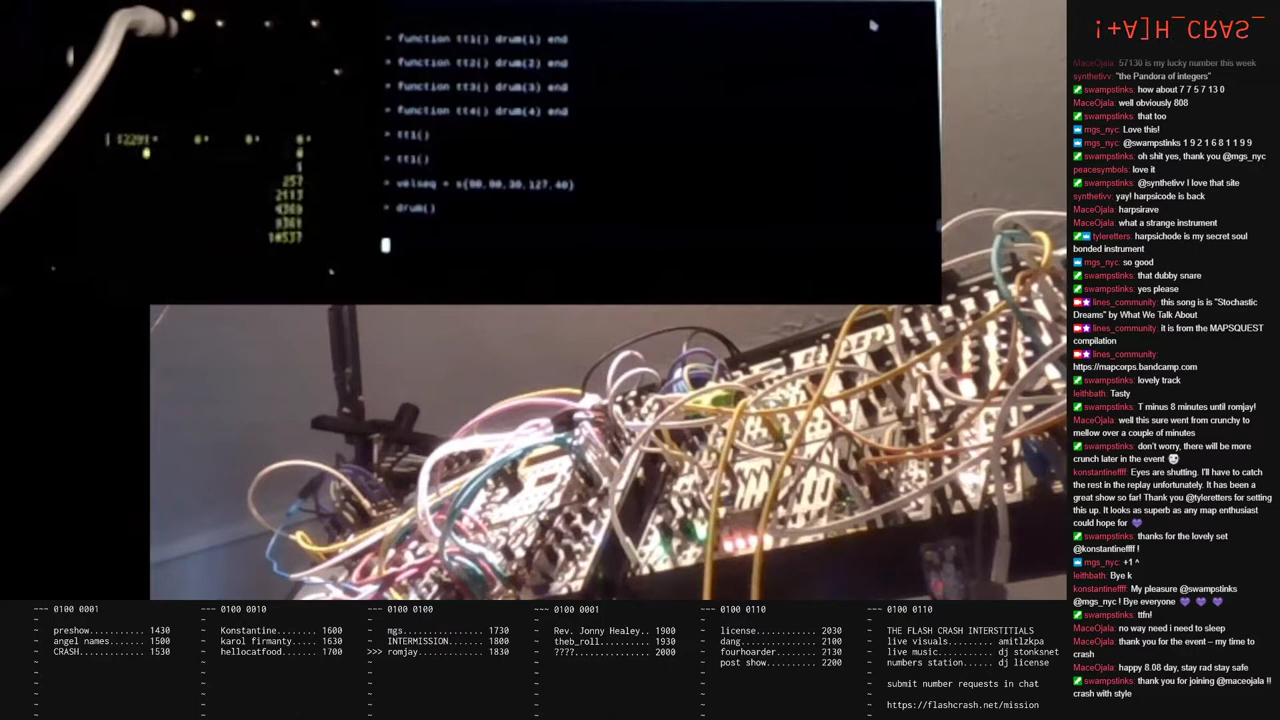 > function tt1() drum(1) end
> function tt2() drum(2) end
> function tt3() drum(3) end
> function tt4() drum(4) end
> tt1()
> tt1()
> drum()
0
1
257
2113
10537
MaceOjala: 57130 is my lucky number this week
synthetivv: "the Pandora of integers"
swampstinks: how about 7 7 5 7 13 0
MaceOjala: well obviously 808
swampstinks: that too
mgs_nyc: Love this!
mgs_nyc: @swampstinks 1 9 2 1 6 8 1 1 9 9
swampstinks: oh shit yes, thank you @mgs_nyc
peacesymbols: love it
swampstinks: @synthetivv I love that site
synthetivv: yay! harpsicode is back
MaceOjala: harpsirave
MaceOjala: what a strange instrument
tyleretters: harpsichode is my secret soul
bonded instrument
mgs_nyc: so good
swampstinks: that dubby snare
swampstinks: yes please
lines_community: this song is is "Stochastic
Dreams" by What We Talk About
lines_community: it is from the MAPSQUEST
compilation
lines_community:
https://mapcorps.bandcamp.com
swampstinks: lovely track
leithbath: Tasty
swampstinks: T minus 8 minutes until romjay!
MaceOjala: well this sure went from crunchy to
mellow over a couple of minutes
swampstinks: don't worry, there will be more
crunch later in the event
konstantineffff: Eyes are shutting. I'll have to catch
the rest in the replay unfortunately. It has been a
great show so far! Thank you @tyleretters for setting
this up. It looks as superb as any map enthusiast
could hope for 💜
swampstinks: thanks for the lovely set
@konstantineffff !
mgs_nyc: +1 ^
leithbath: Bye k
konstantineffff: My pleasure @swampstinks
@mgs_nyc ! Bye everyone 💜 💜 💜
swampstinks: ttfn!
MaceOjala: no way need i need to sleep
MaceOjala: thank you for the event – my time to
crash
MaceOjala: happy 8.08 day, stay rad stay safe
swampstinks: thank you for joining @maceojala !!
crash with style
~~~ 0100 0001
preshow........... 1430
angel names....... 1500
CRASH............. 1530
~~~ 0100 0010
Konstantine....... 1600
karol firmanty.... 1630
hellocatfood...... 1700
~~~ 0100 0100
mgs............... 1730
INTERMISSION...... 1800
>>> romjay............ 1830
~~~ 0100 0001
Rev. Jonny Healey.. 1900
theb_roll......... 1930
????.............. 2000
~~~ 0100 0110
license........... 2030
dang.............. 2100
fourhoarder....... 2130
post show......... 2200
~~~ 0100 0110
THE FLASH CRASH INTERSTITIALS
live visuals...... amitlzkpa
live music...... dj stonksnet
numbers station...... dj license
submit number requests in chat
https://flashcrash.net/mission